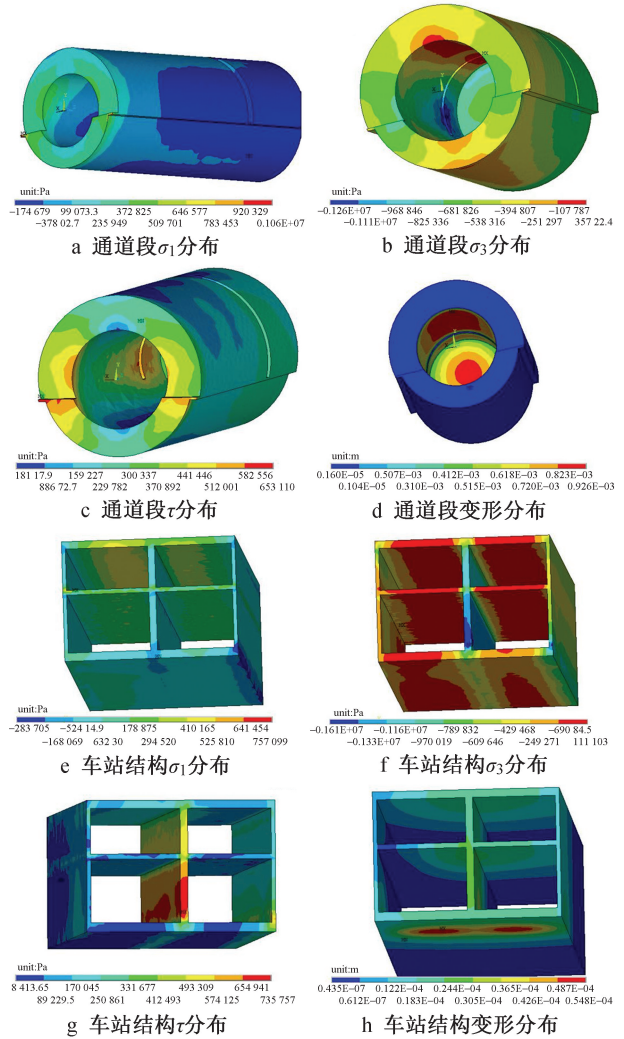 unit:Pa
−174 679 99 073.3 372 825 646 577 920 329
−378 02.7 235 949 509 701 783 453 0.106E+07
a 通道段σ1分布
unit:Pa
−0.126E+07 −968 846 −681 826 −394 807 −107 787
−0.111E+07 −825 336 −538 316 −251 297 357 22.4
b 通道段σ3分布
unit:Pa
181 17.9 159 227 300 337 441 446 582 556
886 72.7 229 782 370 892 512 001 653 110
c 通道段τ分布
unit:m
0.160E−05 0.507E−03 0.412E−03 0.618E−03 0.823E−03
0.104E−05 0.310E−03 0.515E−03 0.720E−03 0.926E−03
d 通道段变形分布
unit:Pa
−283 705 −524 14.9 178 875 410 165 641 454
−168 069 632 30 294 520 525 810 757 099
e 车站结构σ1分布
unit:Pa
−0.161E+07 −0.116E+07 −789 832 −429 468 −690 84.5
−0.133E+07 −970 019 −609 646 −249 271 111 103
f 车站结构σ3分布
unit:Pa
8 413.65 170 045 331 677 493 309 654 941
89 229.5 250 861 412 493 574 125 735 757
g 车站结构τ分布
unit:m
0.435E−07 0.122E−04 0.244E−04 0.365E−04 0.487E−04
0.612E−07 0.183E−04 0.305E−04 0.426E−04 0.548E−04
h 车站结构变形分布